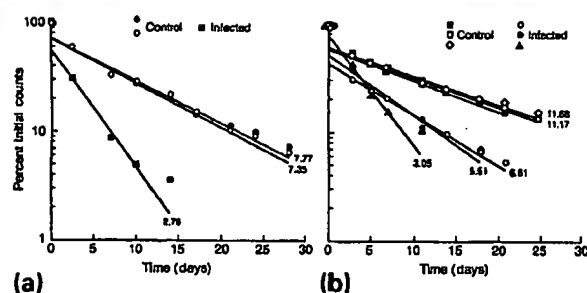 100
10
1
Percent initial counts
Control
Infected
7.77
7.35
2.76
0 5 10 15 20 25 30
Time (days)
(a)
Control
Infected
11.68
11.17
3.05
5.51
6.61
0 5 10 15 20 25 30
Time (days)
(b)